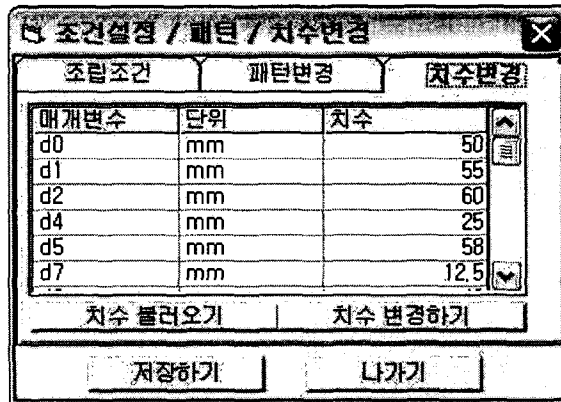 조건설정 / 패턴 / 치수변경
조립조건 패턴변경 치수변경
매개변수 단위 치수
d0 mm 50
d1 mm 55
d2 mm 60
d4 mm 25
d5 mm 58
d7 mm 12,5
치수 불러오기 치수 변경하기
저장하기 나가기